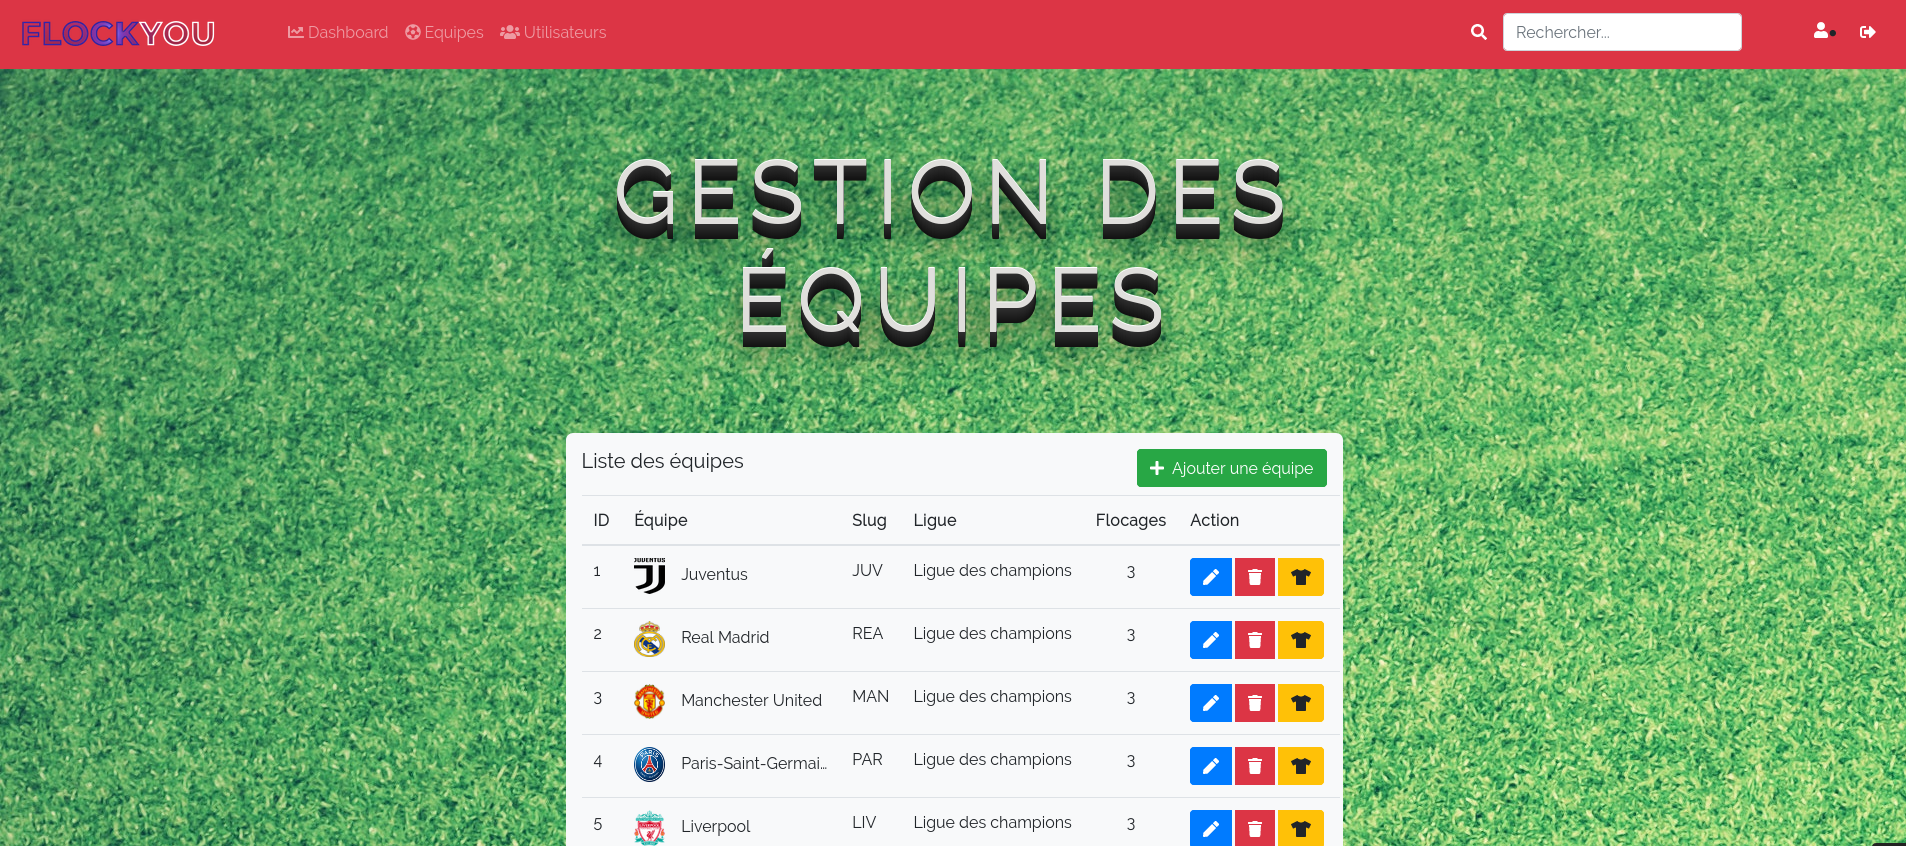 FLOCKYOU Dashboard Equipes Utilisateurs Rechercher...
GESTION DES
ÉQUIPES
Liste des équipes Ajouter une équipe
ID Équipe Slug Ligue Flocages Action
1 JUVENTUS Juventus JUV Ligue des champions 3
2 Real Madrid REA Ligue des champions 3
3 Manchester United MAN Ligue des champions 3
4 Paris-Saint-Germai... PAR Ligue des champions 3
5 Liverpool LIV Ligue des champions 3